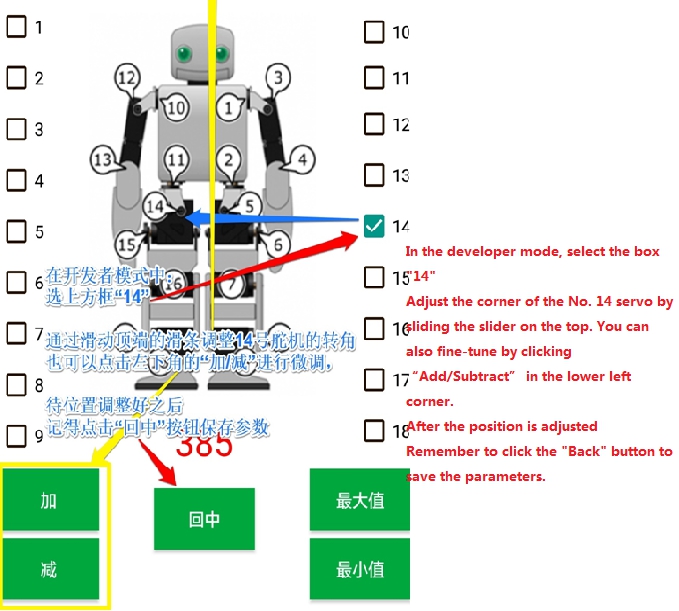 1
2
3
4
5
6
7
8
9
10
11
12
13
14
15
16
17
18
12
3
10
1
13
11
2
4
14
5
15
6
16
7
在开发者模式中:
选上方框“14”
通过滑动顶端的滑条调整14号舵机的转角
也可以点击左下角的“加/减”进行微调,
待位置调整好之后
记得点击“回中”按钮保存参数
385
加
减
回中
最大值
最小值
In the developer mode, select the box
"14"
Adjust the corner of the No. 14 servo by
sliding the slider on the top. You can
also fine-tune by clicking
“Add/Subtract” in the lower left
corner.
After the position is adjusted
Remember to click the "Back" button to
save the parameters.